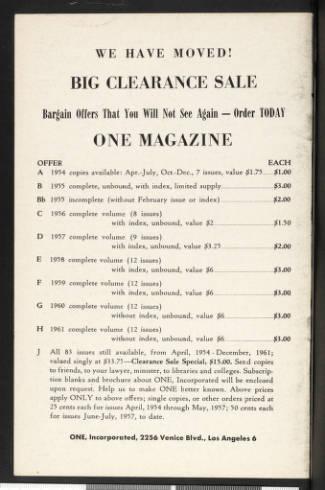 WE HAVE MOVED!
BIG CLEARANCE SALE
Bargain Offers That You Will Not See Again — Order TODAY
ONE MAGAZINE
OFFER EACH
A 1954 copies available: Apr.-July, Oct-Dec., 7 issues, value $1.75 $1.00
B 1955 complete, unbound, with index, limited supply $3.00
Bb 1955 incomplete (without February issue or index) $2.00
C 1956 complete volume (8 issues)
with index, unbound, value $2 $1.50
D 1957 complete volume (9 issues)
with index, unbound, value $3.25 $2.00
E 1958 complete volume (12 issues)
with index, unbound, value $6 $3.00
F 1959 complete volume (12 issues)
with index, unbound, value $6 $3.00
G 1960 complete volume (12 issues)
without index, unbound, value $6 $3.00
H 1961 complete volume (12 issues)
without index, unbound, value $6 $3.00
J All 83 issues still available, from April, 1954 - December, 1961;
valued singly at $33.75—Clearance Sale Special, $15.00. Send copies
to friends, to your lawyer, minister, to libraries and colleges. Subscrip-
tion blanks and brochure about ONE, Incorporated will be enclosed
upon request. Help us to make ONE better known. Above prices
apply ONLY to above offers; single copies, or other orders priced at
25 cents each for issues April, 1954 through May, 1957; 50 cents each
for issues June-July, 1957, to date.
ONE, Incorporated, 2256 Venice Blvd., Los Angeles 6